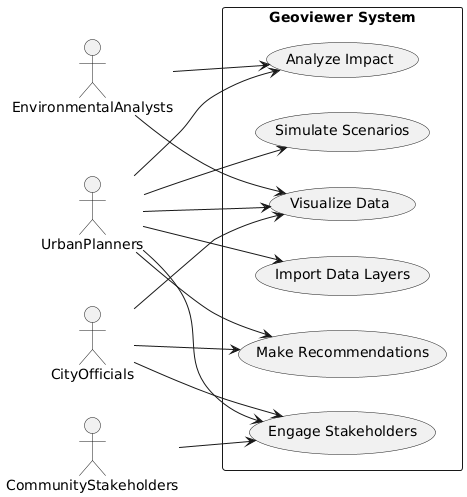 Geoviewer System
Analyze Impact
EnvironmentalAnalysts
Simulate Scenarios
Visualize Data
UrbanPlanners
Import Data Layers
Make Recommendations
CityOfficials
Engage Stakeholders
CommunityStakeholders